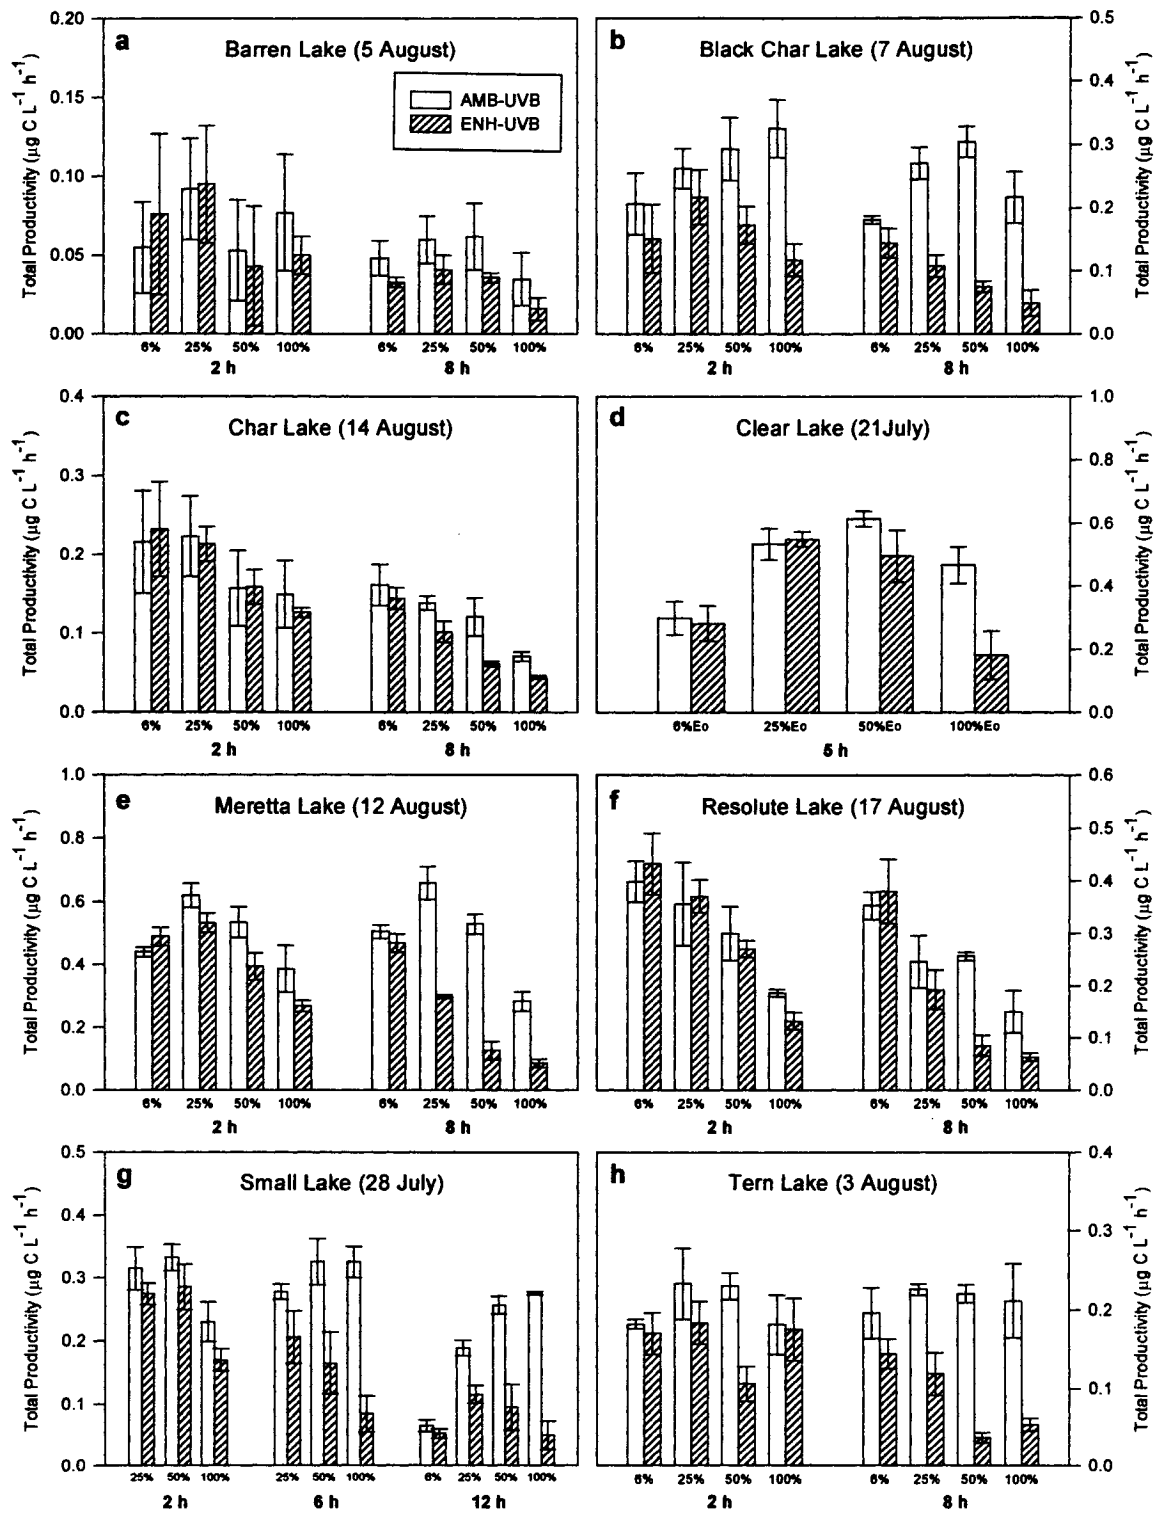 a
Barren Lake (5 August)
AMB-UVB
ENH-UVB
Total Productivity (µg C L⁻¹ h⁻¹)
0.20
0.15
0.10
0.05
0.00
6% 25% 50% 100% 6% 25% 50% 100%
2 h 8 h
b
Black Char Lake (7 August)
Total Productivity (µg C L⁻¹ h⁻¹)
0.5
0.4
0.3
0.2
0.1
0.0
6% 25% 50% 100% 6% 25% 50% 100%
2 h 8 h
c
Char Lake (14 August)
Total Productivity (µg C L⁻¹ h⁻¹)
0.4
0.3
0.2
0.1
0.0
6% 25% 50% 100% 6% 25% 50% 100%
2 h 8 h
d
Clear Lake (21July)
Total Productivity (µg C L⁻¹ h⁻¹)
1.0
0.8
0.6
0.4
0.2
0.0
6%Eo 25%Eo 50%Eo 100%Eo
5 h
e
Meretta Lake (12 August)
Total Productivity (µg C L⁻¹ h⁻¹)
1.0
0.8
0.6
0.4
0.2
0.0
6% 25% 50% 100% 6% 25% 50% 100%
2 h 8 h
f
Resolute Lake (17 August)
Total Productivity (µg C L⁻¹ h⁻¹)
0.6
0.5
0.4
0.3
0.2
0.1
0.0
6% 25% 50% 100% 6% 25% 50% 100%
2 h 8 h
g
Small Lake (28 July)
Total Productivity (µg C L⁻¹ h⁻¹)
0.5
0.4
0.3
0.2
0.1
0.0
25% 50% 100% 25% 50% 100% 6% 25% 50% 100%
2 h 6 h 12 h
h
Tern Lake (3 August)
Total Productivity (µg C L⁻¹ h⁻¹)
0.4
0.3
0.2
0.1
0.0
6% 25% 50% 100% 6% 25% 50% 100%
2 h 8 h